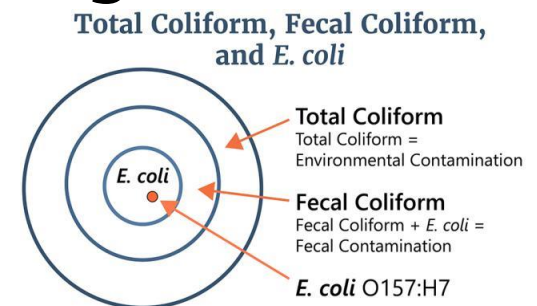 Total Coliform, Fecal Coliform,
and E. coli
E. coli
Total Coliform
Total Coliform =
Environmental Contamination
Fecal Coliform
Fecal Coliform + E. coli =
Fecal Contamination
E. coli O157:H7